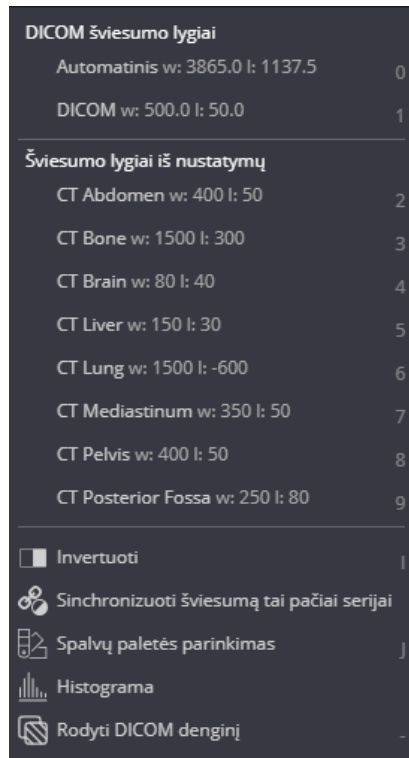 DICOM šviesumo lygiai
Automatinis w: 3865.0 l: 1137.5 0
DICOM w: 500.0 l: 50.0 1
Šviesumo lygiai iš nustatymų
CT Abdomen w: 400 l: 50 2
CT Bone w: 1500 l: 300 3
CT Brain w: 80 l: 40 4
CT Liver w: 150 l: 30 5
CT Lung w: 1500 l: -600 6
CT Mediastinum w: 350 l: 50 7
CT Pelvis w: 400 l: 50 8
CT Posterior Fossa w: 250 l: 80 9
Invertuoti I
Sinchronizuoti šviesumą tai pačiai serijai
Spalvų paletės parinkimas J
Histograma
Rodyti DICOM denginį -